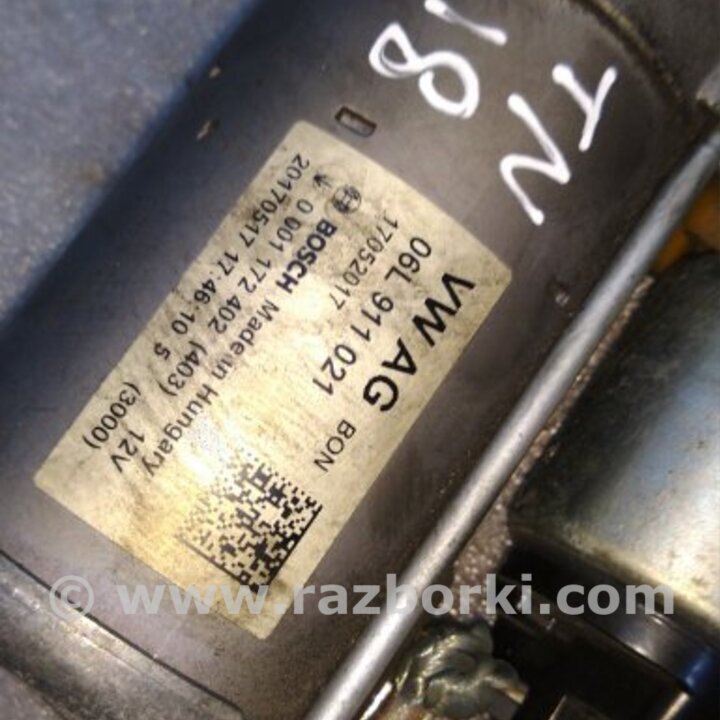 18
TN
VW AG
06L 911 021 BON
17052017
BOSCH Made in Hungary 12V
0 001 172 402 (403) (3000)
20170517 17:46:10 5
© www.razborki.com